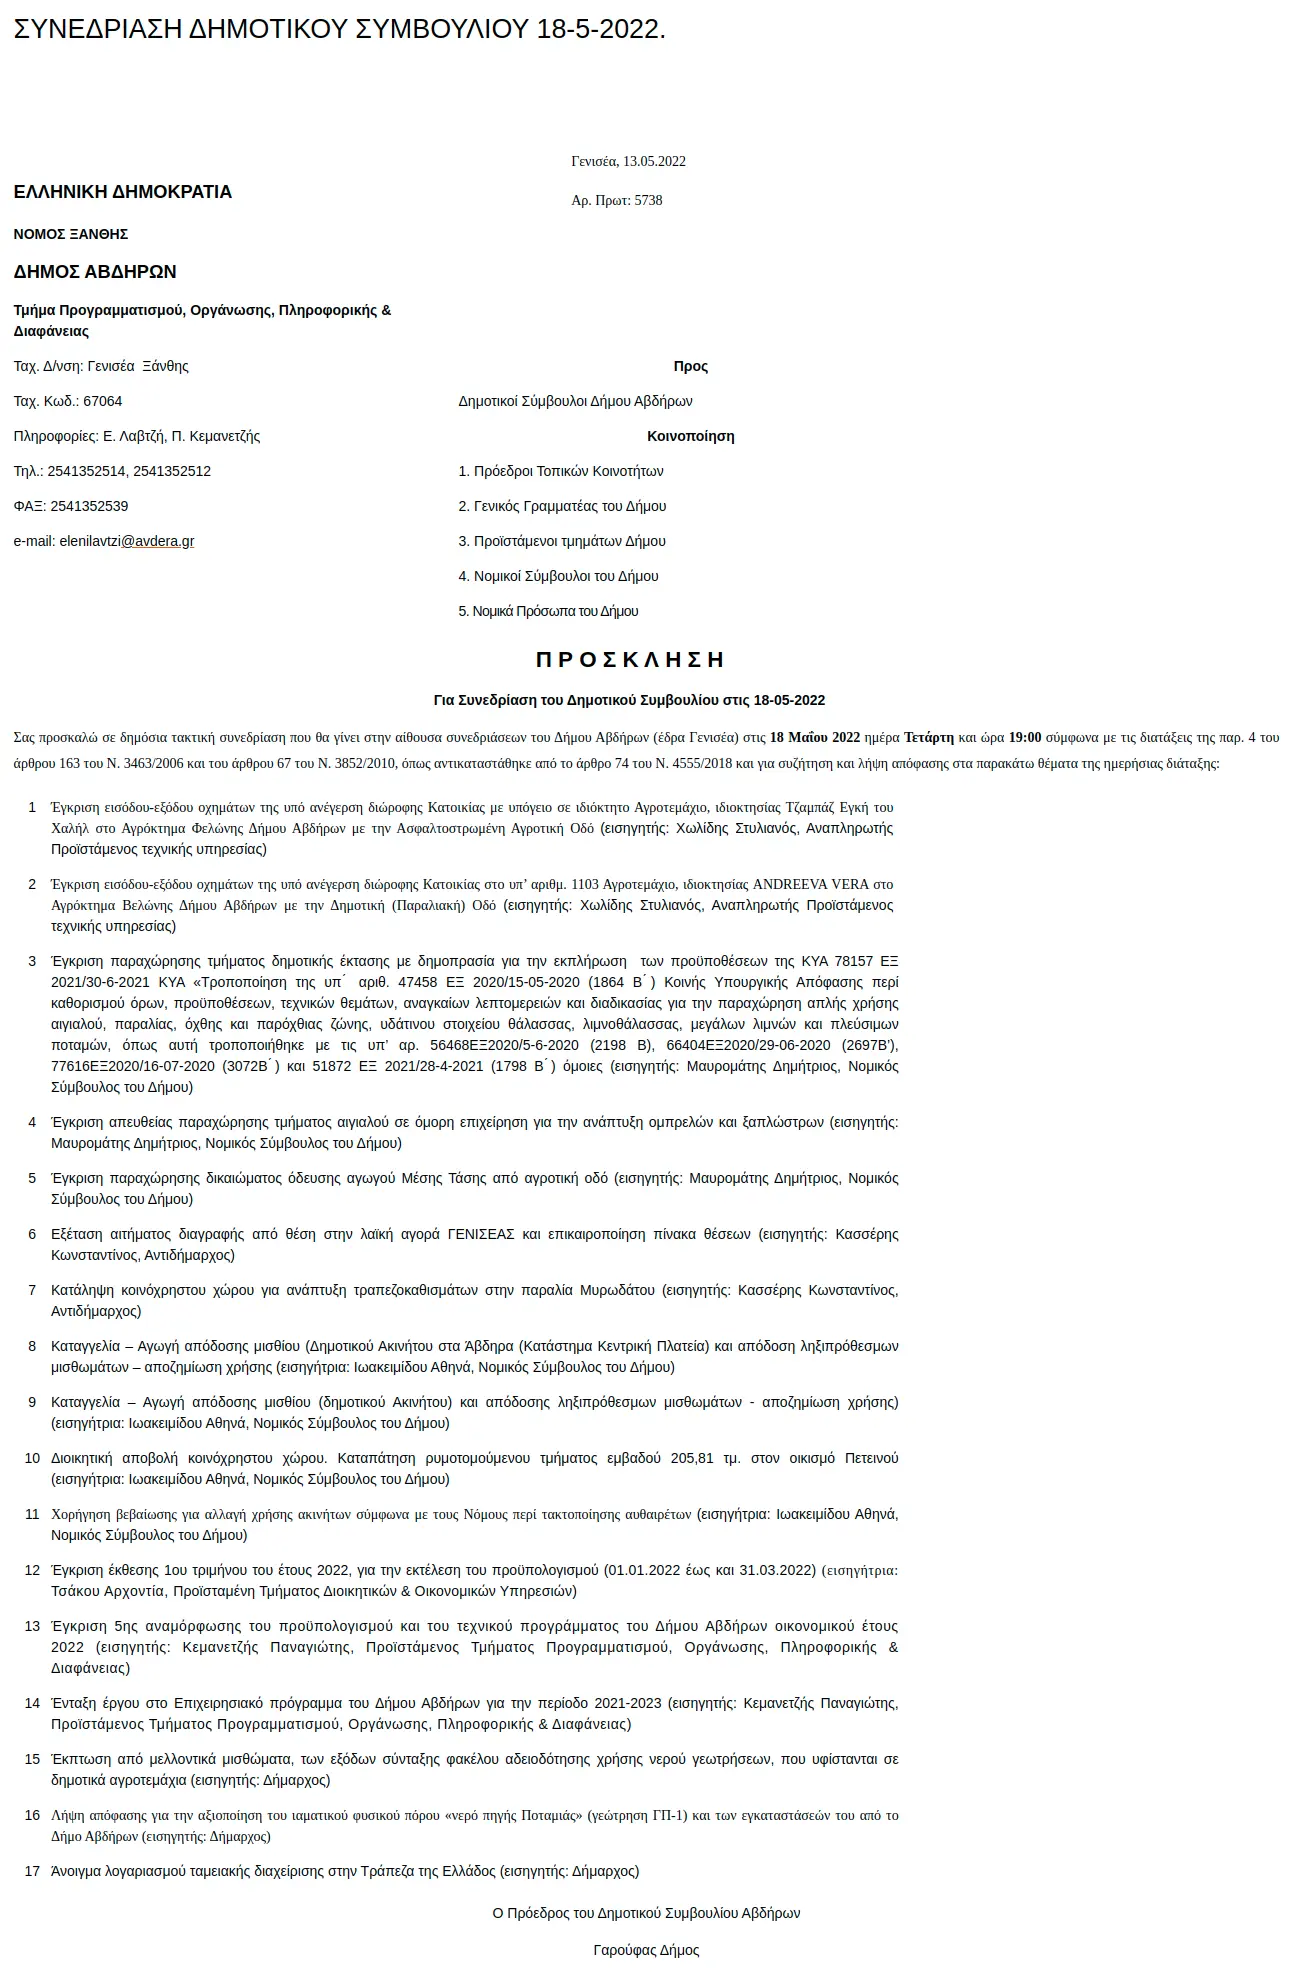 ΣΥΝΕΔΡΙΑΣΗ ΔΗΜΟΤΙΚΟΥ ΣΥΜΒΟΥΛΙΟΥ 18-5-2022.
Γενισέα, 13.05.2022
ΕΛΛΗΝΙΚΗ ΔΗΜΟΚΡΑΤΙΑ
Αρ. Πρωτ: 5738
ΝΟΜΟΣ ΞΑΝΘΗΣ
ΔΗΜΟΣ ΑΒΔΗΡΩΝ
Τμήμα Προγραμματισμού, Οργάνωσης, Πληροφορικής &
Διαφάνειας
Ταχ. Δ/νση: Γενισέα  Ξάνθης
Ταχ. Κωδ.: 67064
Πληροφορίες: Ε. Λαβτζή, Π. Κεμανετζής
Τηλ.: 2541352514, 2541352512
ΦΑΞ: 2541352539
e-mail: elenilavtzi@avdera.gr
Προς
Δημοτικοί Σύμβουλοι Δήμου Αβδήρων
Κοινοποίηση
1. Πρόεδροι Τοπικών Κοινοτήτων
2. Γενικός Γραμματέας του Δήμου
3. Προϊστάμενοι τμημάτων Δήμου
4. Νομικοί Σύμβουλοι του Δήμου
5. Νομικά Πρόσωπα του Δήμου
Π Ρ Ο Σ Κ Λ Η Σ Η
Για Συνεδρίαση του Δημοτικού Συμβουλίου στις 18-05-2022
Σας προσκαλώ σε δημόσια τακτική συνεδρίαση που θα γίνει στην αίθουσα συνεδριάσεων του Δήμου Αβδήρων (έδρα Γενισέα) στις 18 Μαΐου 2022 ημέρα Τετάρτη και ώρα 19:00 σύμφωνα με τις διατάξεις της παρ. 4 του
άρθρου 163 του Ν. 3463/2006 και του άρθρου 67 του Ν. 3852/2010, όπως αντικαταστάθηκε από το άρθρο 74 του Ν. 4555/2018 και για συζήτηση και λήψη απόφασης στα παρακάτω θέματα της ημερήσιας διάταξης:
1 Έγκριση εισόδου-εξόδου οχημάτων της υπό ανέγερση διώροφης Κατοικίας με υπόγειο σε ιδιόκτητο Αγροτεμάχιο, ιδιοκτησίας Τζαμπάζ Εγκή του
Χαλήλ στο Αγρόκτημα Φελώνης Δήμου Αβδήρων με την Ασφαλτοστρωμένη Αγροτική Οδό (εισηγητής: Χωλίδης Στυλιανός, Αναπληρωτής
Προϊστάμενος τεχνικής υπηρεσίας)
2 Έγκριση εισόδου-εξόδου οχημάτων της υπό ανέγερση διώροφης Κατοικίας στο υπ’ αριθμ. 1103 Αγροτεμάχιο, ιδιοκτησίας ANDREEVA VERA στο
Αγρόκτημα Βελώνης Δήμου Αβδήρων με την Δημοτική (Παραλιακή) Οδό (εισηγητής: Χωλίδης Στυλιανός, Αναπληρωτής Προϊστάμενος
τεχνικής υπηρεσίας)
3 Έγκριση παραχώρησης τμήματος δημοτικής έκτασης με δημοπρασία για την εκπλήρωση  των προϋποθέσεων της ΚΥΑ 78157 ΕΞ
2021/30-6-2021 ΚΥΑ «Τροποποίηση της υπ΄ αριθ. 47458 ΕΞ 2020/15-05-2020 (1864 Β΄) Κοινής Υπουργικής Απόφασης περί
καθορισμού όρων, προϋποθέσεων, τεχνικών θεμάτων, αναγκαίων λεπτομερειών και διαδικασίας για την παραχώρηση απλής χρήσης
αιγιαλού, παραλίας, όχθης και παρόχθιας ζώνης, υδάτινου στοιχείου θάλασσας, λιμνοθάλασσας, μεγάλων λιμνών και πλεύσιμων
ποταμών, όπως αυτή τροποποιήθηκε με τις υπ’ αρ. 56468ΕΞ2020/5-6-2020 (2198 Β), 66404ΕΞ2020/29-06-2020 (2697Β’),
77616ΕΞ2020/16-07-2020 (3072Β΄) και 51872 ΕΞ 2021/28-4-2021 (1798 Β΄) όμοιες (εισηγητής: Μαυρομάτης Δημήτριος, Νομικός
Σύμβουλος του Δήμου)
4 Έγκριση απευθείας παραχώρησης τμήματος αιγιαλού σε όμορη επιχείρηση για την ανάπτυξη ομπρελών και ξαπλώστρων (εισηγητής:
Μαυρομάτης Δημήτριος, Νομικός Σύμβουλος του Δήμου)
5 Έγκριση παραχώρησης δικαιώματος όδευσης αγωγού Μέσης Τάσης από αγροτική οδό (εισηγητής: Μαυρομάτης Δημήτριος, Νομικός
Σύμβουλος του Δήμου)
6 Εξέταση αιτήματος διαγραφής από θέση στην λαϊκή αγορά ΓΕΝΙΣΕΑΣ και επικαιροποίηση πίνακα θέσεων (εισηγητής: Κασσέρης
Κωνσταντίνος, Αντιδήμαρχος)
7 Κατάληψη κοινόχρηστου χώρου για ανάπτυξη τραπεζοκαθισμάτων στην παραλία Μυρωδάτου (εισηγητής: Κασσέρης Κωνσταντίνος,
Αντιδήμαρχος)
8 Καταγγελία – Αγωγή απόδοσης μισθίου (Δημοτικού Ακινήτου στα Άβδηρα (Κατάστημα Κεντρική Πλατεία) και απόδοση ληξιπρόθεσμων
μισθωμάτων – αποζημίωση χρήσης (εισηγήτρια: Ιωακειμίδου Αθηνά, Νομικός Σύμβουλος του Δήμου)
9 Καταγγελία – Αγωγή απόδοσης μισθίου (δημοτικού Ακινήτου) και απόδοσης ληξιπρόθεσμων μισθωμάτων - αποζημίωση χρήσης)
(εισηγήτρια: Ιωακειμίδου Αθηνά, Νομικός Σύμβουλος του Δήμου)
10 Διοικητική αποβολή κοινόχρηστου χώρου. Καταπάτηση ρυμοτομούμενου τμήματος εμβαδού 205,81 τμ. στον οικισμό Πετεινού
(εισηγήτρια: Ιωακειμίδου Αθηνά, Νομικός Σύμβουλος του Δήμου)
11 Χορήγηση βεβαίωσης για αλλαγή χρήσης ακινήτων σύμφωνα με τους Νόμους περί τακτοποίησης αυθαιρέτων (εισηγήτρια: Ιωακειμίδου Αθηνά,
Νομικός Σύμβουλος του Δήμου)
12 Έγκριση έκθεσης 1ου τριμήνου του έτους 2022, για την εκτέλεση του προϋπολογισμού (01.01.2022 έως και 31.03.2022) (εισηγήτρια:
Τσάκου Αρχοντία, Προϊσταμένη Τμήματος Διοικητικών & Οικονομικών Υπηρεσιών)
13 Έγκριση 5ης αναμόρφωσης του προϋπολογισμού και του τεχνικού προγράμματος του Δήμου Αβδήρων οικονομικού έτους
2022 (εισηγητής: Κεμανετζής Παναγιώτης, Προϊστάμενος Τμήματος Προγραμματισμού, Οργάνωσης, Πληροφορικής &
Διαφάνειας)
14 Ένταξη έργου στο Επιχειρησιακό πρόγραμμα του Δήμου Αβδήρων για την περίοδο 2021-2023 (εισηγητής: Κεμανετζής Παναγιώτης,
Προϊστάμενος Τμήματος Προγραμματισμού, Οργάνωσης, Πληροφορικής & Διαφάνειας)
15 Έκπτωση από μελλοντικά μισθώματα, των εξόδων σύνταξης φακέλου αδειοδότησης χρήσης νερού γεωτρήσεων, που υφίστανται σε
δημοτικά αγροτεμάχια (εισηγητής: Δήμαρχος)
16 Λήψη απόφασης για την αξιοποίηση του ιαματικού φυσικού πόρου «νερό πηγής Ποταμιάς» (γεώτρηση ΓΠ-1) και των εγκαταστάσεών του από το
Δήμο Αβδήρων (εισηγητής: Δήμαρχος)
17 Άνοιγμα λογαριασμού ταμειακής διαχείρισης στην Τράπεζα της Ελλάδος (εισηγητής: Δήμαρχος)
Ο Πρόεδρος του Δημοτικού Συμβουλίου Αβδήρων
Γαρούφας Δήμος